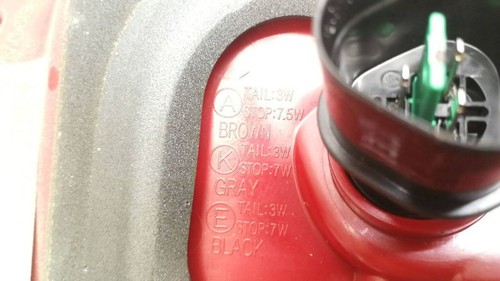 A TAIL:3W
STOP:7.5W
BROWN
K TAIL:3W
STOP:7W
GRAY
E TAIL:3W
STOP:7W
BLACK